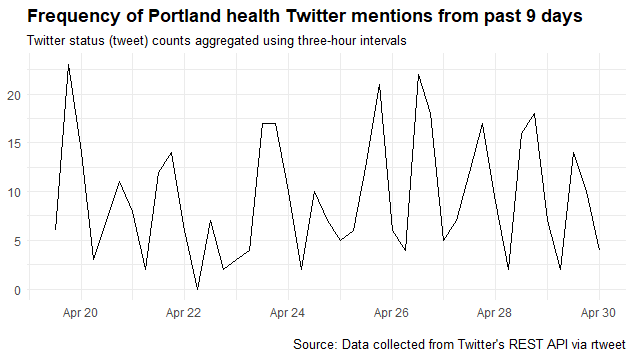 Frequency of Portland health Twitter mentions from past 9 days
Twitter status (tweet) counts aggregated using three-hour intervals
20
15
10
5
0
Apr 20 Apr 22 Apr 24 Apr 26 Apr 28 Apr 30
Source: Data collected from Twitter's REST API via rtweet